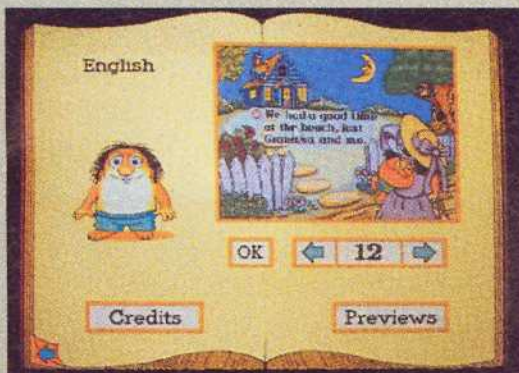 English
We had a good time
at the beach, just
Grandma and me.
OK
12
Credits
Previews